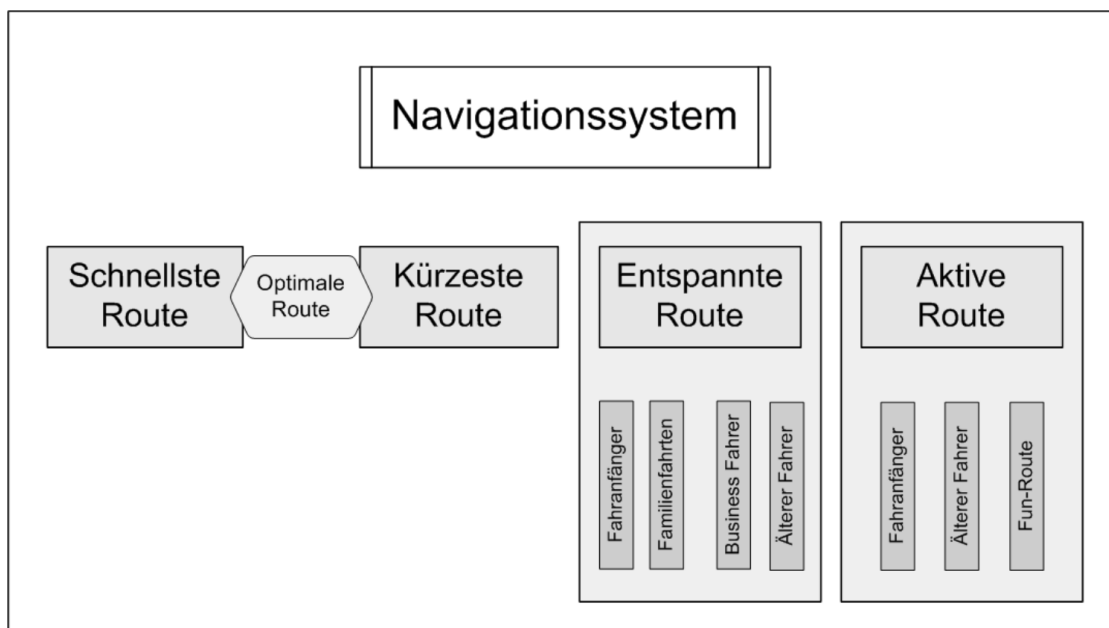 Navigationssystem
Schnellste
Route
Optimale
Route
Kürzeste
Route
Entspannte
Route
Aktive
Route
Fahranfänger
Familienfahrten
Business Fahrer
Älterer Fahrer
Fahranfänger
Älterer Fahrer
Fun-Route